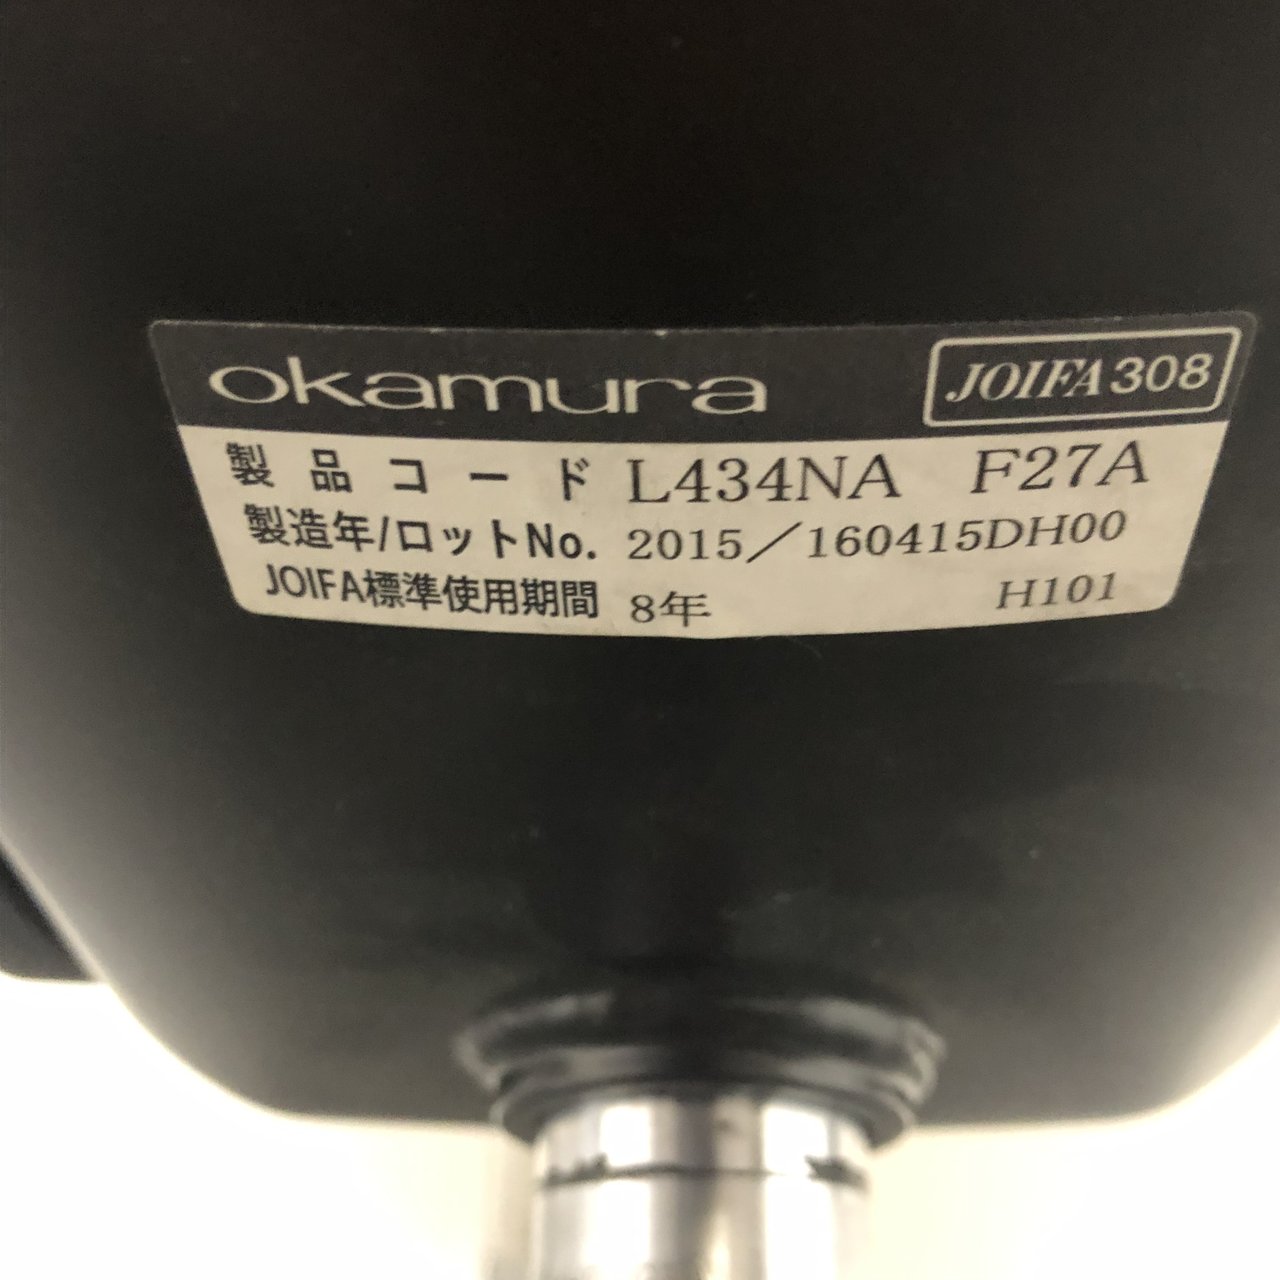 okamura JOIFA308
製品コード L434NA F27A
製造年/ロットNo. 2015／160415DH00
JOIFA標準使用期間 8年 H101